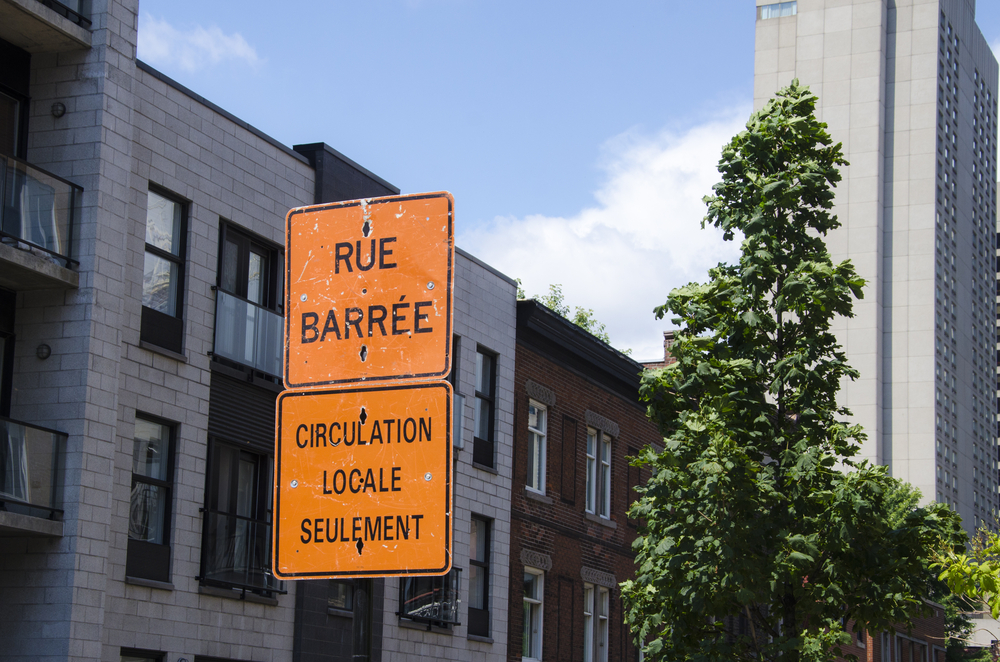 RUE
BARRÉE
CIRCULATION
LOCALE
SEULEMENT